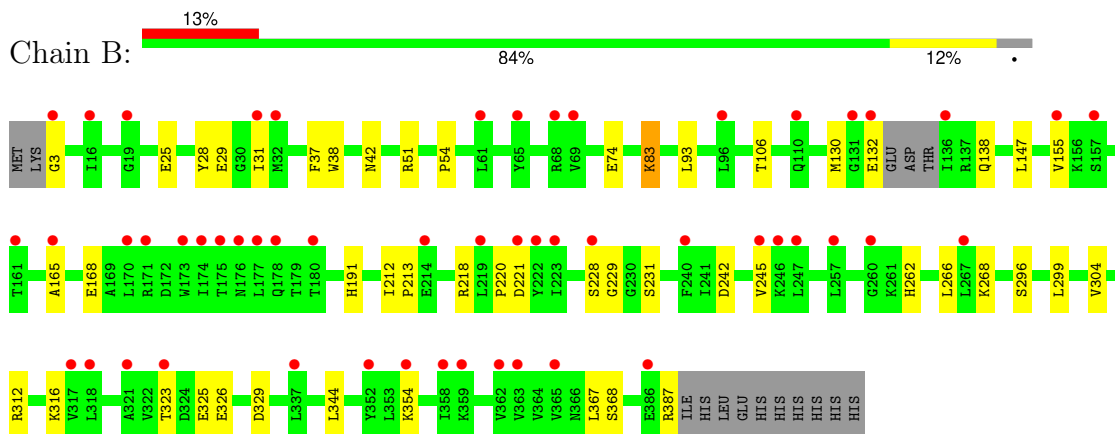 13%
Chain B:
84% 12% •
MET LYS G3 I16 G19 E25 Y28 E29 G30 I31 M32 F37 W38 N42 R51 P54 L61 Y65 R68 V69 E74 K83 L93 L96 T106 Q110 M130 G131 E132 GLU ASP THR I136 R137 Q138 L147 V155 K156 S157
T161 A165 E168 A169 L170 R171 D172 W173 I174 T175 N176 L177 Q178 T179 T180 H191 I212 P213 E214 R218 L219 P220 D221 Y222 I223 S228 G229 G230 S231 F240 I241 D242 V245 K246 L247 L257 G260 K261 H262 L266 L267 K268 S296 L299 V304
R312 K316 V317 L318 A321 V322 T323 D324 E325 E326 D329 L337 L344 Y352 L353 K354 I358 K359 V362 V363 V364 V365 N366 L367 S368 E386 R387 ILE HIS LEU GLU HIS HIS HIS HIS HIS HIS